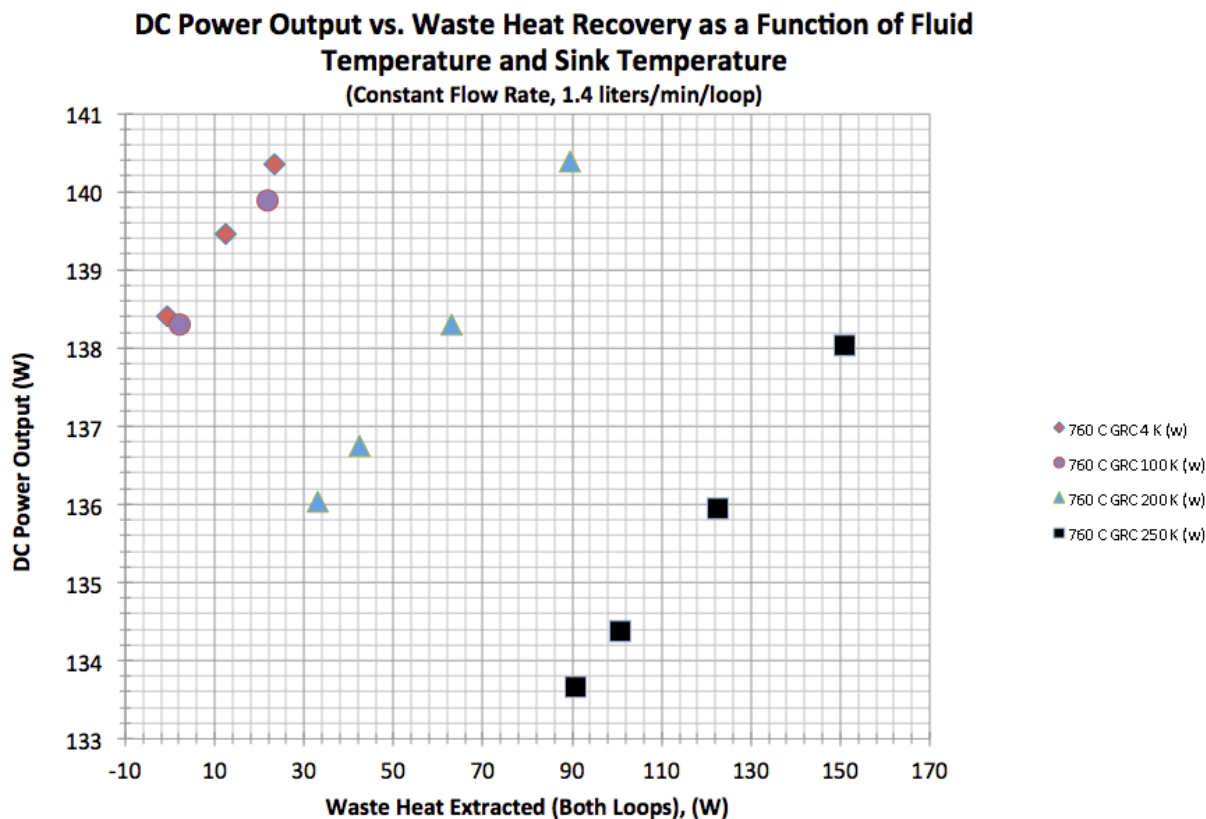 DC Power Output vs. Waste Heat Recovery as a Function of Fluid
Temperature and Sink Temperature
(Constant Flow Rate, 1.4 liters/min/loop)
DC Power Output (W)
141
140
139
138
137
136
135
134
133
-10 10 30 50 70 90 110 130 150 170
Waste Heat Extracted (Both Loops), (W)
760 C GRC 4 K (w)
760 C GRC 100 K (w)
760 C GRC 200 K (w)
760 C GRC 250 K (w)